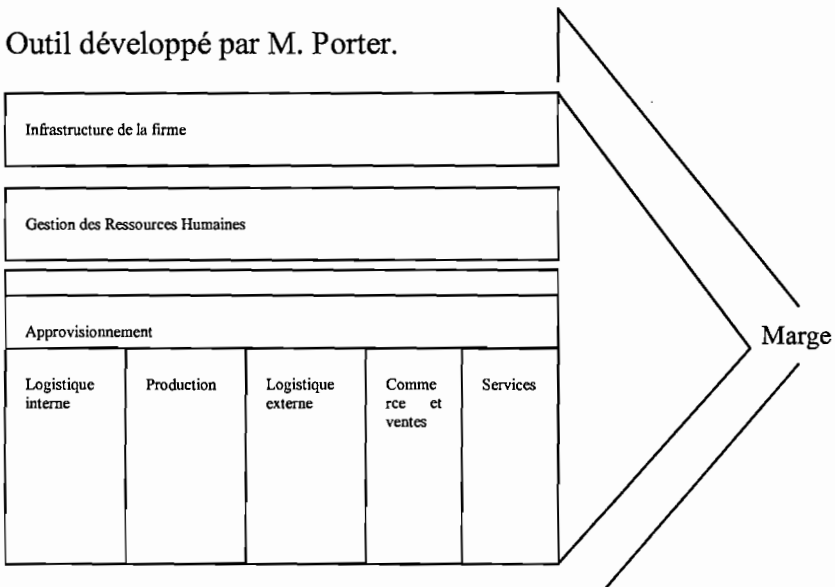 Outil développé par M. Porter.
Infrastructure de la firme
Gestion des Ressources Humaines
Approvisionnement
Marge
Logistique interne
Production
Logistique externe
Comme
rce et
ventes
Services